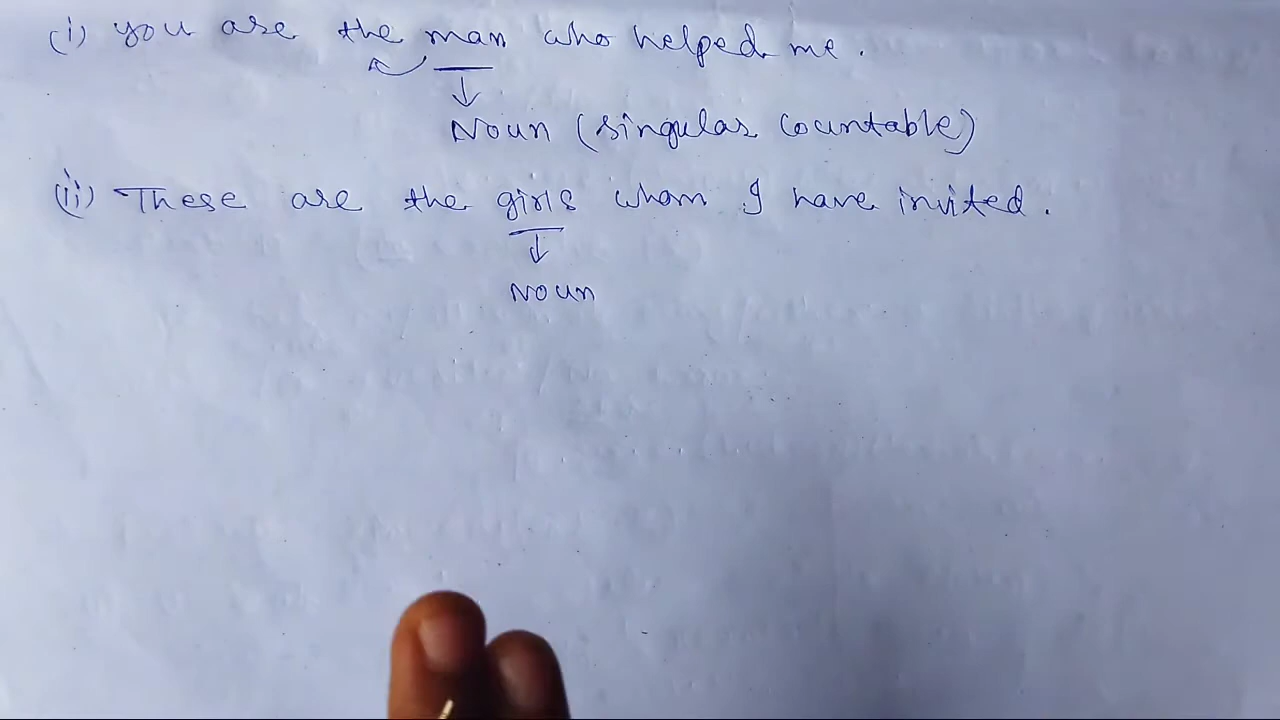 (i) you are the man who helped me.
Noun (singular countable)
(ii) These are the girls whom I have invited.
Noun